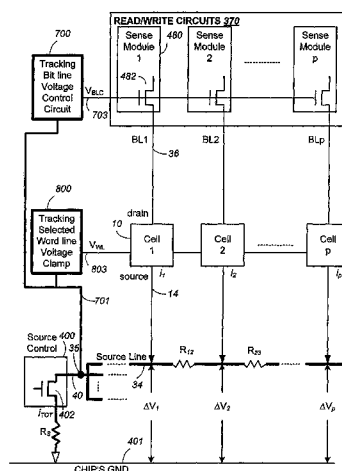 700
Tracking
Bit line
Voltage
Control
Circuit
V_BLC
703
READ/WRITE CIRCUITS 370
480
Sense
Module
1
482
Sense
Module
2
Sense
Module
p
BL1
BL2
BLp
36
800
Tracking
Selected
Word line
Voltage
Clamp
V_WL
803
drain
10
Cell
1
Cell
2
Cell
p
source
i1
i2
ip
701
14
Source
Control
400
35
40
402
iTOT
RS
Source Line
34
R12
R23
ΔV1
ΔV2
ΔVp
401
CHIP'S GND